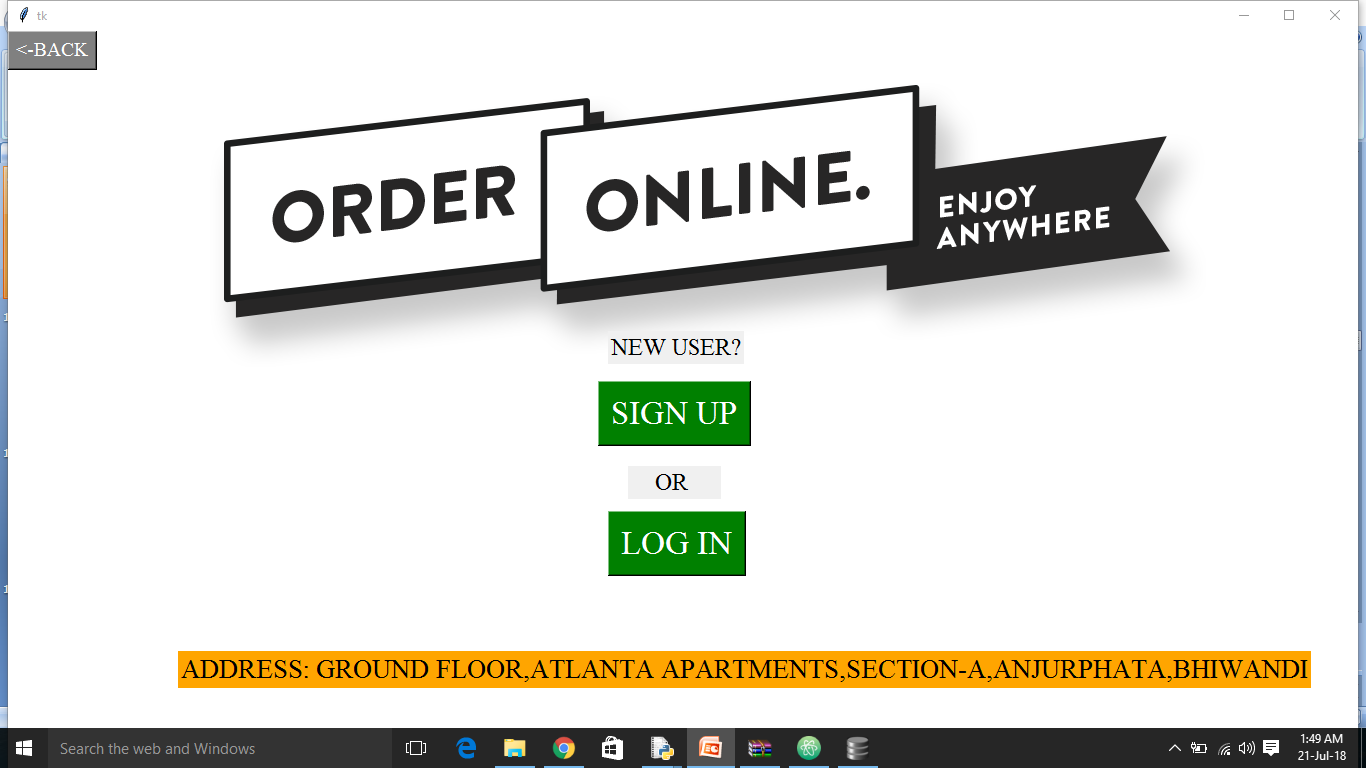 tk
<-BACK
ORDER
ONLINE.
ENJOY
ANYWHERE
NEW USER?
SIGN UP
OR
LOG IN
ADDRESS: GROUND FLOOR,ATLANTA APARTMENTS,SECTION-A,ANJURPHATA,BHIWANDI
Search the web and Windows
1:49 AM
21-Jul-18